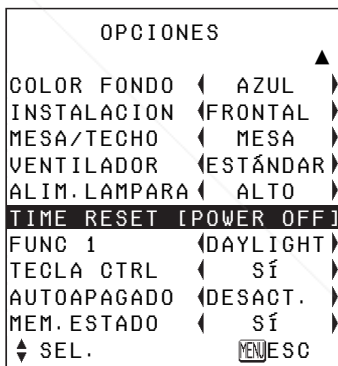 OPCIONES
COLOR FONDO AZUL
INSTALACION FRONTAL
MESA/TECHO MESA
VENTILADOR ESTÁNDAR
ALIM.LAMPARA ALTO
TIME RESET [POWER OFF]
FUNC 1 DAYLIGHT
TECLA CTRL SÍ
AUTOAPAGADO DESACT.
MEM.ESTADO SÍ
SEL. MENU ESC